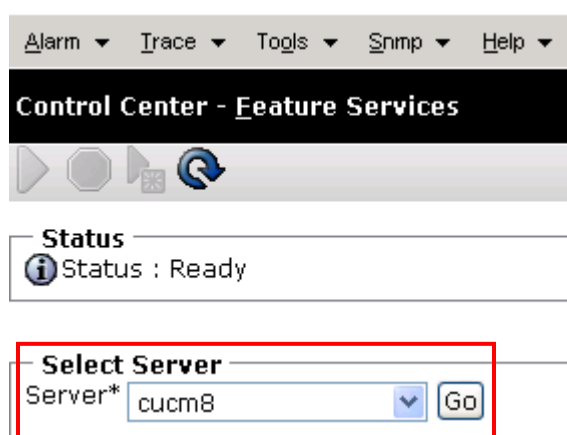 Alarm Trace Tools Snmp Help
Control Center - Feature Services
Status
Status : Ready
Select Server
Server* cucm8 Go